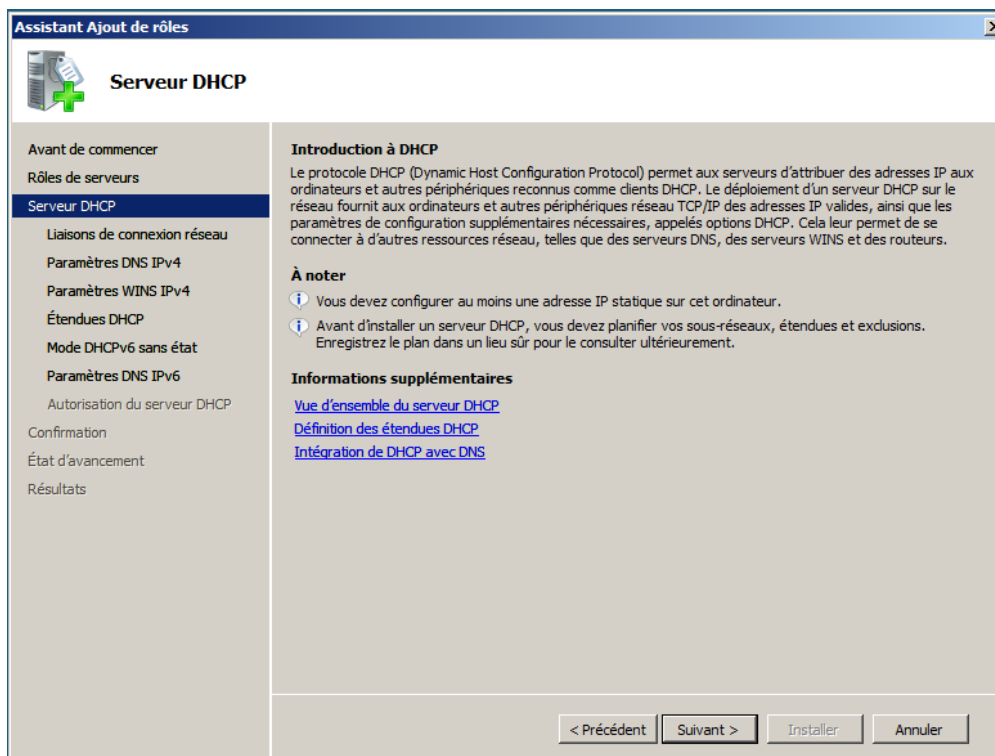 Assistant Ajout de rôles
Serveur DHCP
Avant de commencer
Rôles de serveurs
Serveur DHCP
Liaisons de connexion réseau
Paramètres DNS IPv4
Paramètres WINS IPv4
Étendues DHCP
Mode DHCPv6 sans état
Paramètres DNS IPv6
Autorisation du serveur DHCP
Confirmation
État d'avancement
Résultats
Introduction à DHCP
Le protocole DHCP (Dynamic Host Configuration Protocol) permet aux serveurs d'attribuer des adresses IP aux
ordinateurs et autres périphériques reconnus comme clients DHCP. Le déploiement d'un serveur DHCP sur le
réseau fournit aux ordinateurs et autres périphériques réseau TCP/IP des adresses IP valides, ainsi que les
paramètres de configuration supplémentaires nécessaires, appelés options DHCP. Cela leur permet de se
connecter à d'autres ressources réseau, telles que des serveurs DNS, des serveurs WINS et des routeurs.
À noter
Vous devez configurer au moins une adresse IP statique sur cet ordinateur.
Avant d'installer un serveur DHCP, vous devez planifier vos sous-réseaux, étendues et exclusions.
Enregistrez le plan dans un lieu sûr pour le consulter ultérieurement.
Informations supplémentaires
Vue d'ensemble du serveur DHCP
Définition des étendues DHCP
Intégration de DHCP avec DNS
< Précédent
Suivant >
Installer
Annuler